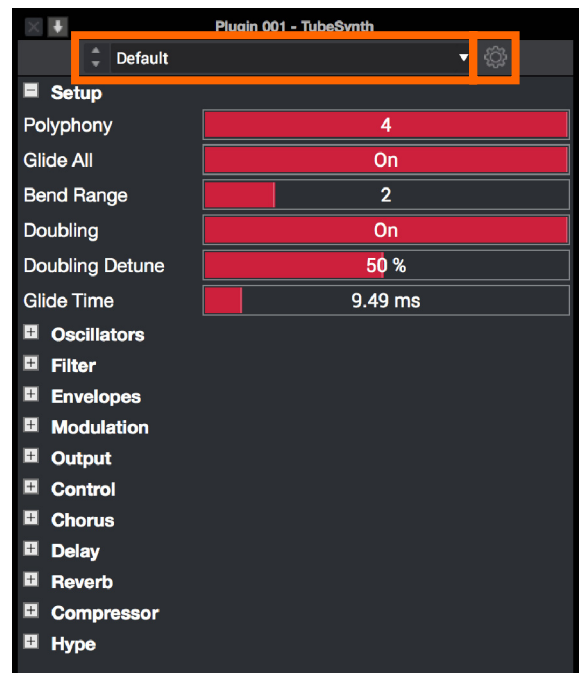 Plugin 001 - TubeSynth
Default
Setup
Polyphony 4
Glide All On
Bend Range 2
Doubling On
Doubling Detune 50 %
Glide Time 9.49 ms
Oscillators
Filter
Envelopes
Modulation
Output
Control
Chorus
Delay
Reverb
Compressor
Hype